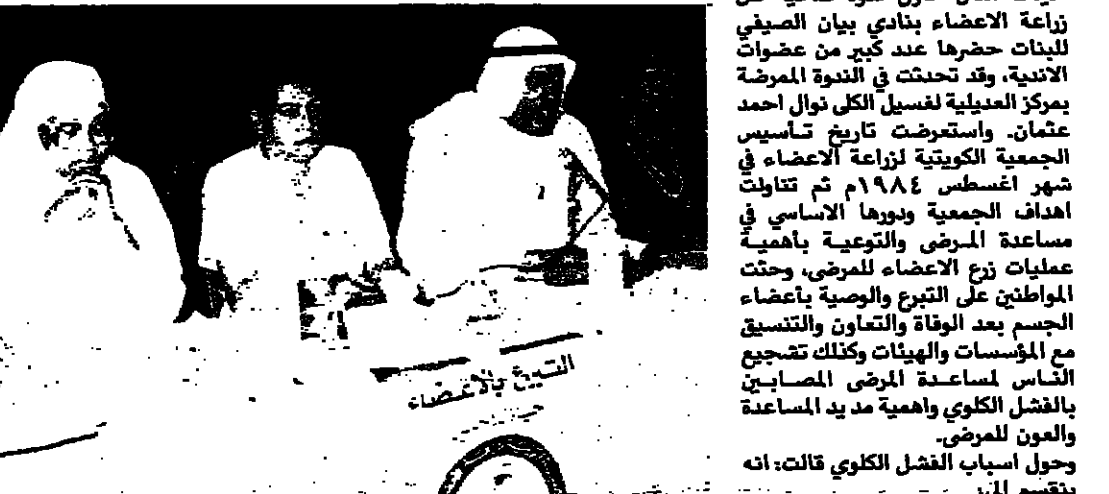 زراعة الاعضاء بنادي بيان الصيفي
للبنات حضرها عدد كبير من عضوات
الاندية، وقد تحدثت في الندوة الممرضة
بمركز العديلية لغسيل الكلى نوال احمد
عثمان. واستعرضت تاريخ تأسيس
الجمعية الكويتية لزراعة الاعضاء في
شهر اغسطس ١٩٨٤م ثم تناولت
اهداف الجمعية ودورها الاساسي في
مساعدة المرضى والتوعية بأهمية
عمليات زرع الاعضاء للمرضى، وحثت
المواطنين على التبرع والوصية بأعضاء
الجسم بعد الوفاة والتعاون والتنسيق
مع المؤسسات والهيئات وكذلك تشجيع
الناس لمساعدة المرضى المصابين
بالفشل الكلوي واهمية مد يد المساعدة
والعون للمرضى.
وحول اسباب الفشل الكلوي قالت: انه
التبرع بالاعضاء